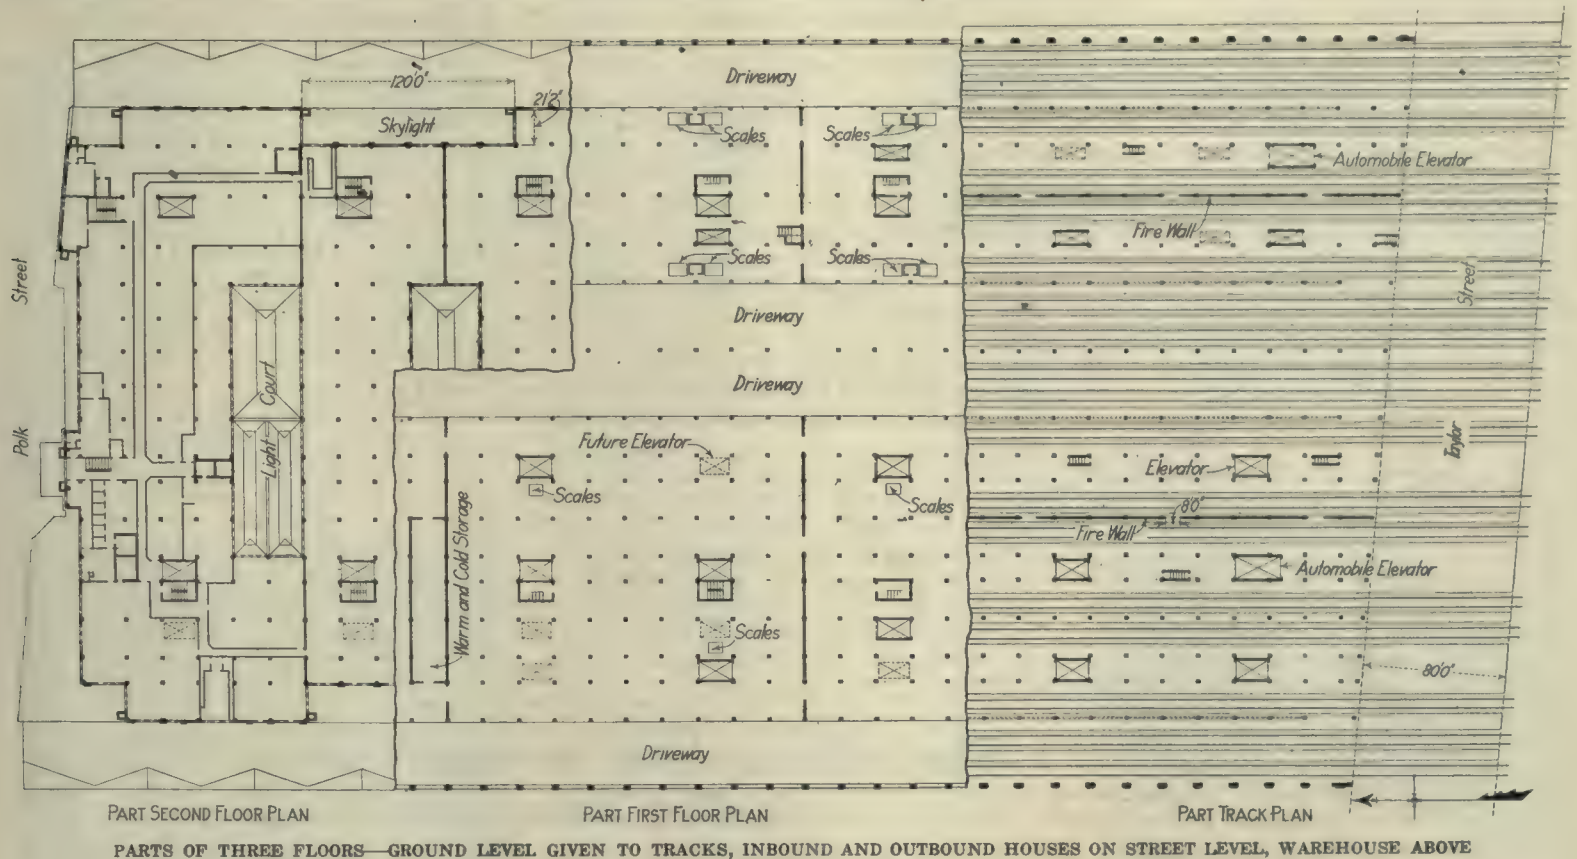 Driveway
120'0"
21'2"
Skylight
Scales
Scales
Automobile Elevator
Fire Wall
Scales
Scales
Street
Street
Driveway
Driveway
Court
Light
Polk
Taylor
Future Elevator
Elevator
Scales
Scales
8'0"
Fire Wall
Warm and Cold Storage
Automobile Elevator
Scales
80'0"
Driveway
PART SECOND FLOOR PLAN
PART FIRST FLOOR PLAN
PART TRACK PLAN
PARTS OF THREE FLOORS—GROUND LEVEL GIVEN TO TRACKS, INBOUND AND OUTBOUND HOUSES ON STREET LEVEL, WAREHOUSE ABOVE